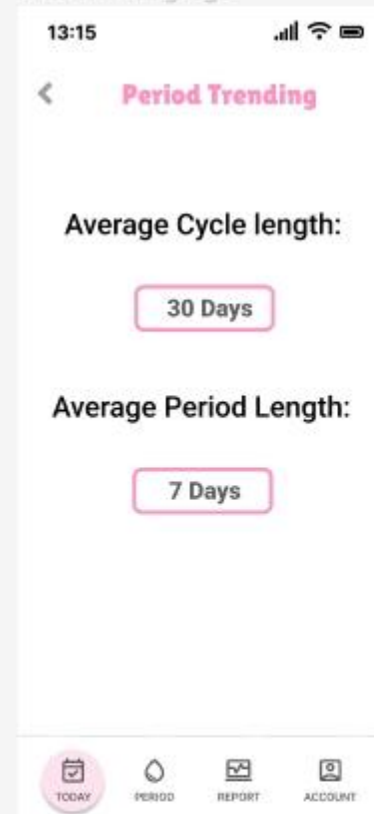 13:15
Period Trending
Average Cycle length:
30 Days
Average Period Length:
7 Days
TODAY PERIOD REPORT ACCOUNT